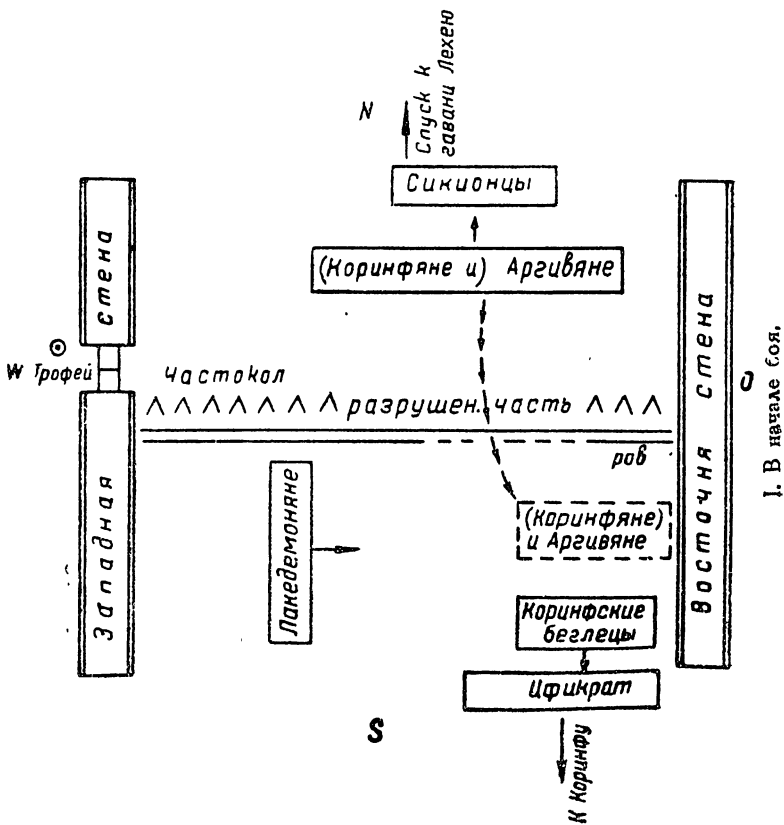 N
Спуск к
гавани Лехею
Сикионцы
(Коринфяне и) Аргивяне
Западная стена
W Трофей
Частокол
разрушен. часть
ров
Восточня стена
O
Лакедемоняне
(Коринфяне)
и Аргивяне
Коринфские
беглецы
Ификрат
S
К Коринфу
I. В начале боя.